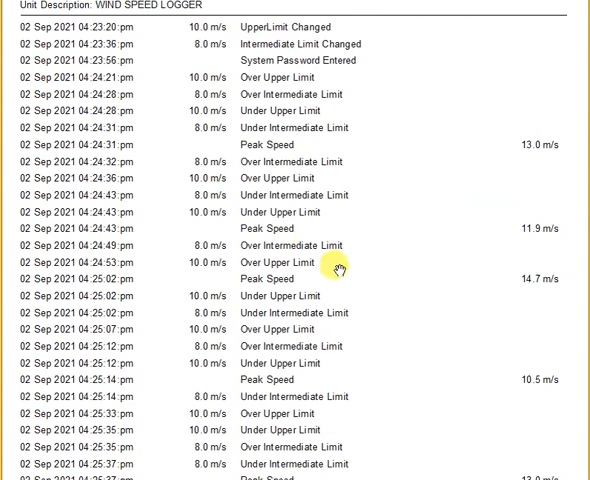 Unit Description: WIND SPEED LOGGER
02 Sep 2021 04:23:20:pm 10.0 m/s UpperLimit Changed
02 Sep 2021 04:23:36:pm 8.0 m/s Intermediate Limit Changed
02 Sep 2021 04:23:56:pm System Password Entered
02 Sep 2021 04:24:21:pm 10.0 m/s Over Upper Limit
02 Sep 2021 04:24:28:pm 8.0 m/s Over Intermediate Limit
02 Sep 2021 04:24:28:pm 10.0 m/s Under Upper Limit
02 Sep 2021 04:24:31:pm 8.0 m/s Under Intermediate Limit
02 Sep 2021 04:24:31:pm Peak Speed 13.0 m/s
02 Sep 2021 04:24:32:pm 8.0 m/s Over Intermediate Limit
02 Sep 2021 04:24:36:pm 10.0 m/s Over Upper Limit
02 Sep 2021 04:24:43:pm 8.0 m/s Under Intermediate Limit
02 Sep 2021 04:24:43:pm 10.0 m/s Under Upper Limit
02 Sep 2021 04:24:43:pm Peak Speed 11.9 m/s
02 Sep 2021 04:24:49:pm 8.0 m/s Over Intermediate Limit
02 Sep 2021 04:24:53:pm 10.0 m/s Over Upper Limit
02 Sep 2021 04:25:02:pm Peak Speed 14.7 m/s
02 Sep 2021 04:25:02:pm 10.0 m/s Under Upper Limit
02 Sep 2021 04:25:02:pm 8.0 m/s Under Intermediate Limit
02 Sep 2021 04:25:07:pm 10.0 m/s Over Upper Limit
02 Sep 2021 04:25:12:pm 8.0 m/s Over Intermediate Limit
02 Sep 2021 04:25:12:pm 10.0 m/s Under Upper Limit
02 Sep 2021 04:25:14:pm Peak Speed 10.5 m/s
02 Sep 2021 04:25:14:pm 8.0 m/s Under Intermediate Limit
02 Sep 2021 04:25:33:pm 10.0 m/s Over Upper Limit
02 Sep 2021 04:25:35:pm 10.0 m/s Under Upper Limit
02 Sep 2021 04:25:35:pm 8.0 m/s Over Intermediate Limit
02 Sep 2021 04:25:37:pm 8.0 m/s Under Intermediate Limit
02 Sep 2021 04:25:37:pm Peak Speed 13.0 m/s